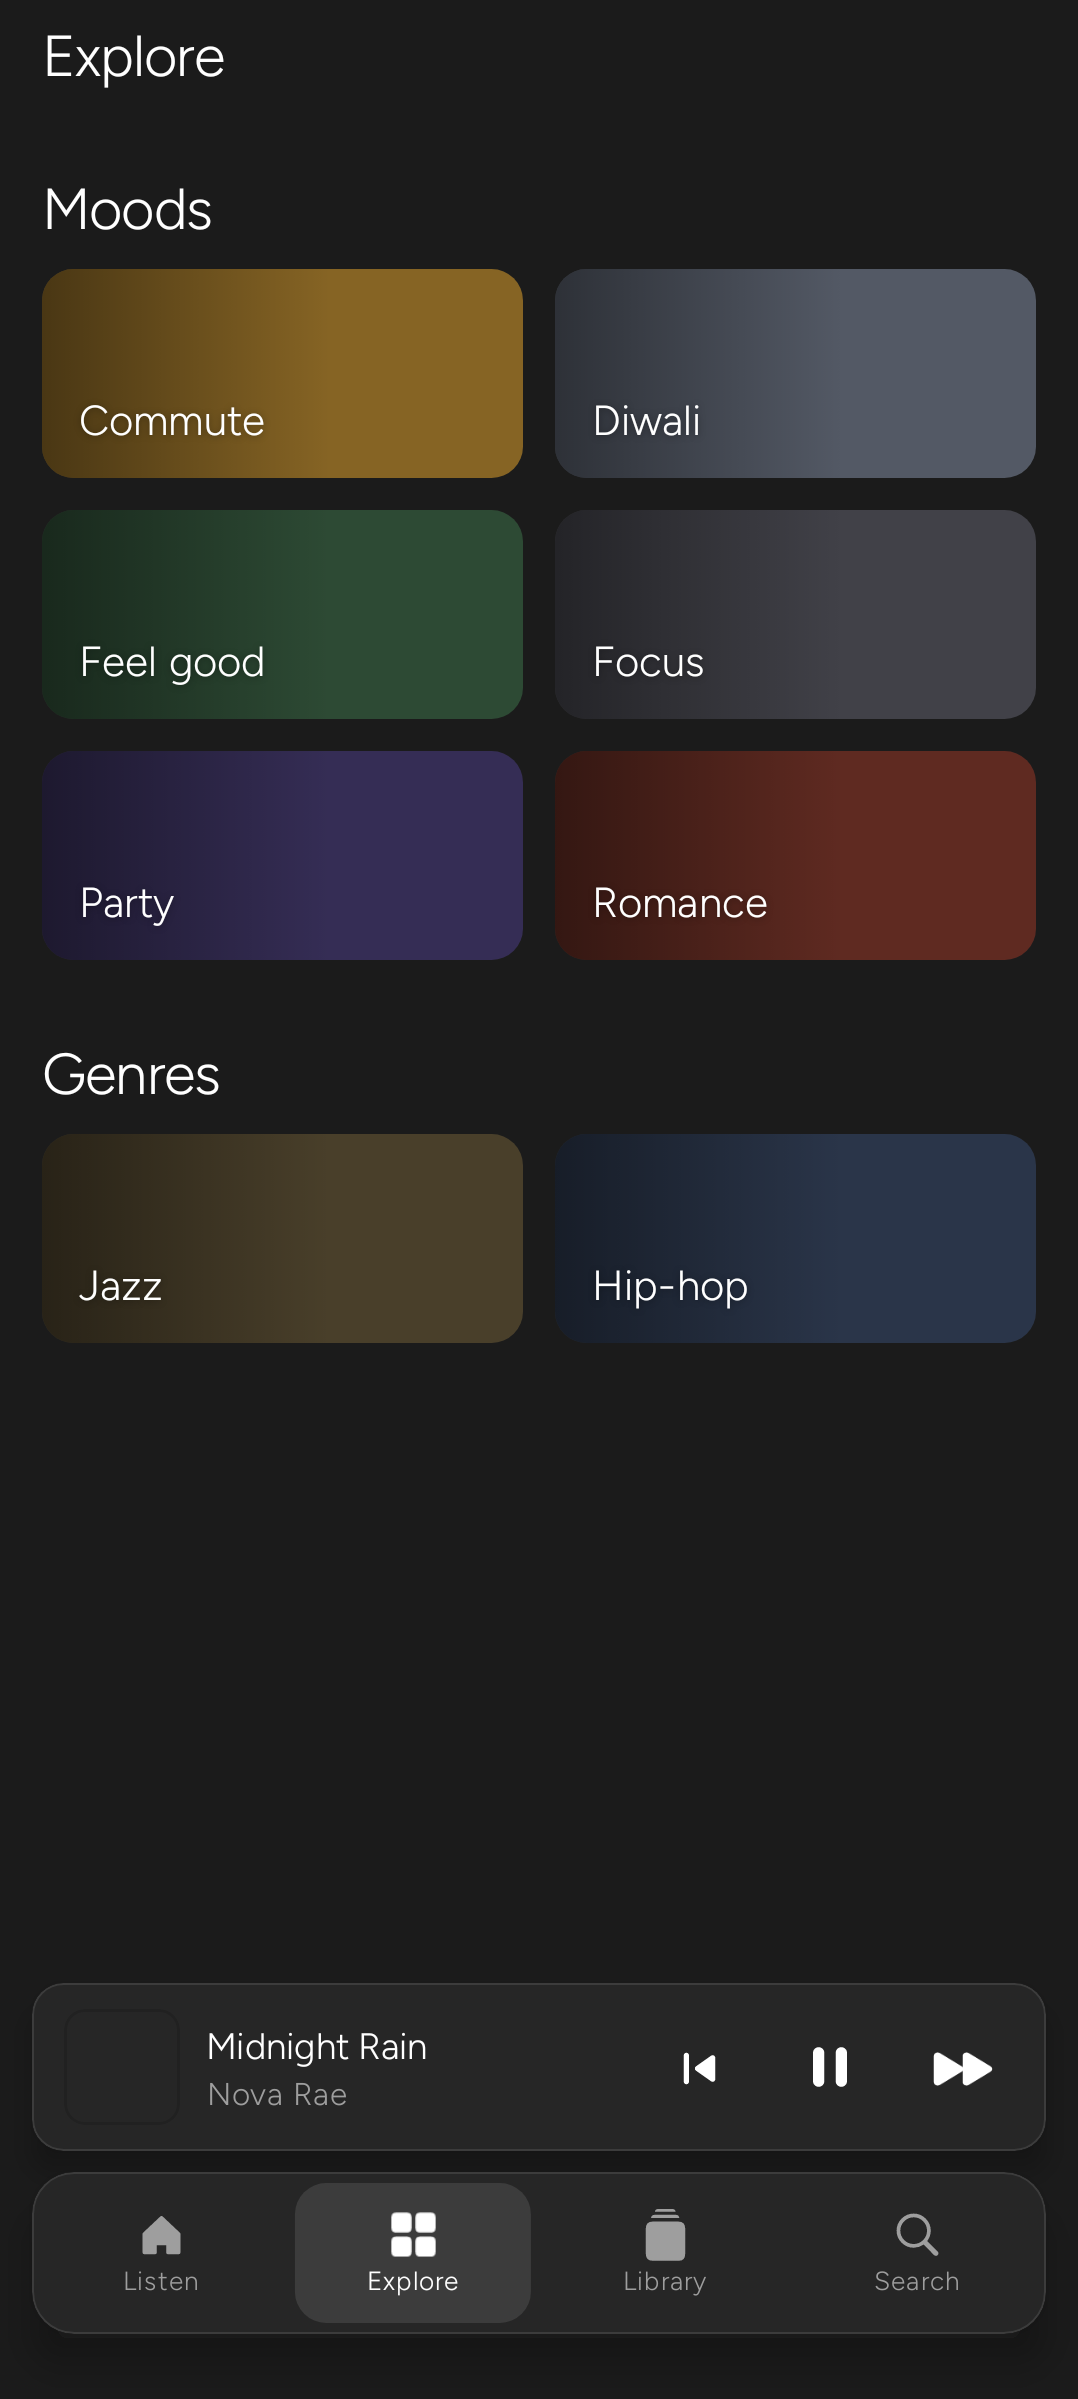 Explore
Moods
Commute
Diwali
Feel good
Focus
Party
Romance
Genres
Jazz
Hip-hop
Midnight Rain
Nova Rae
Listen
Explore
Library
Search